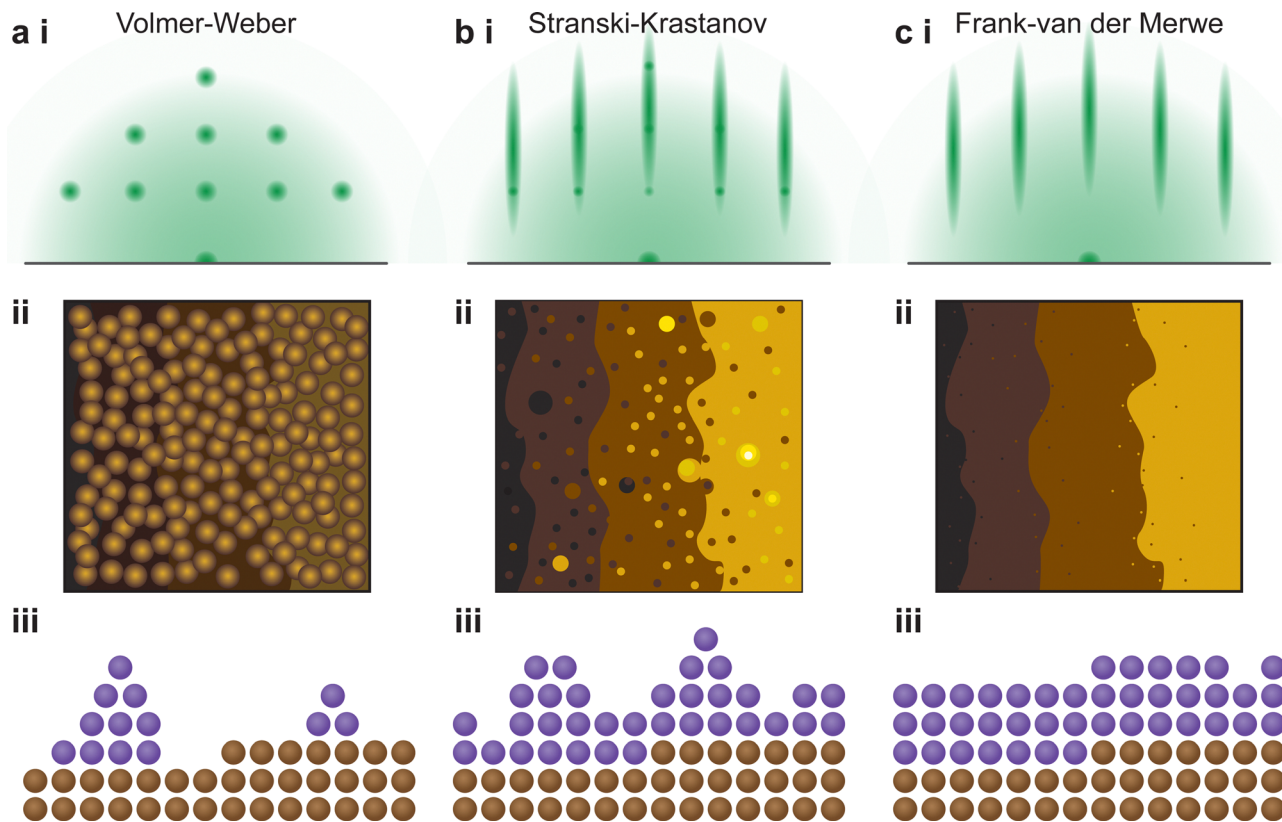 a i Volmer-Weber
b i Stranski-Krastanov
c i Frank-van der Merwe
ii
ii
ii
iii
iii
iii